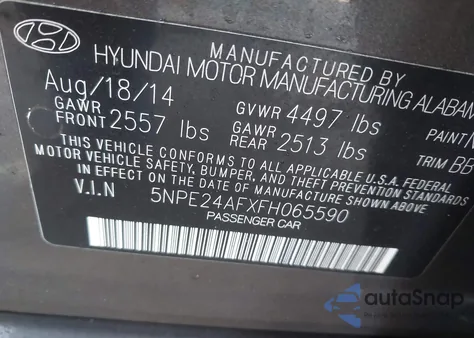 MANUFACTURED BY
HYUNDAI MOTOR MANUFACTURING ALABAM
Aug/18/14 GVWR 4497 lbs
GAWR FRONT 2557 lbs GAWR REAR 2513 lbs PAINT
THIS VEHICLE CONFORMS TO ALL APPLICABLE U.S.A. FEDERAL TRIM BB
MOTOR VEHICLE SAFETY, BUMPER, AND THEFT PREVENTION STANDARDS
IN EFFECT ON THE DATE OF MANUFACTURE SHOWN ABOVE
V.I.N 5NPE24AFXFH065590
PASSENGER CAR
autoSnap